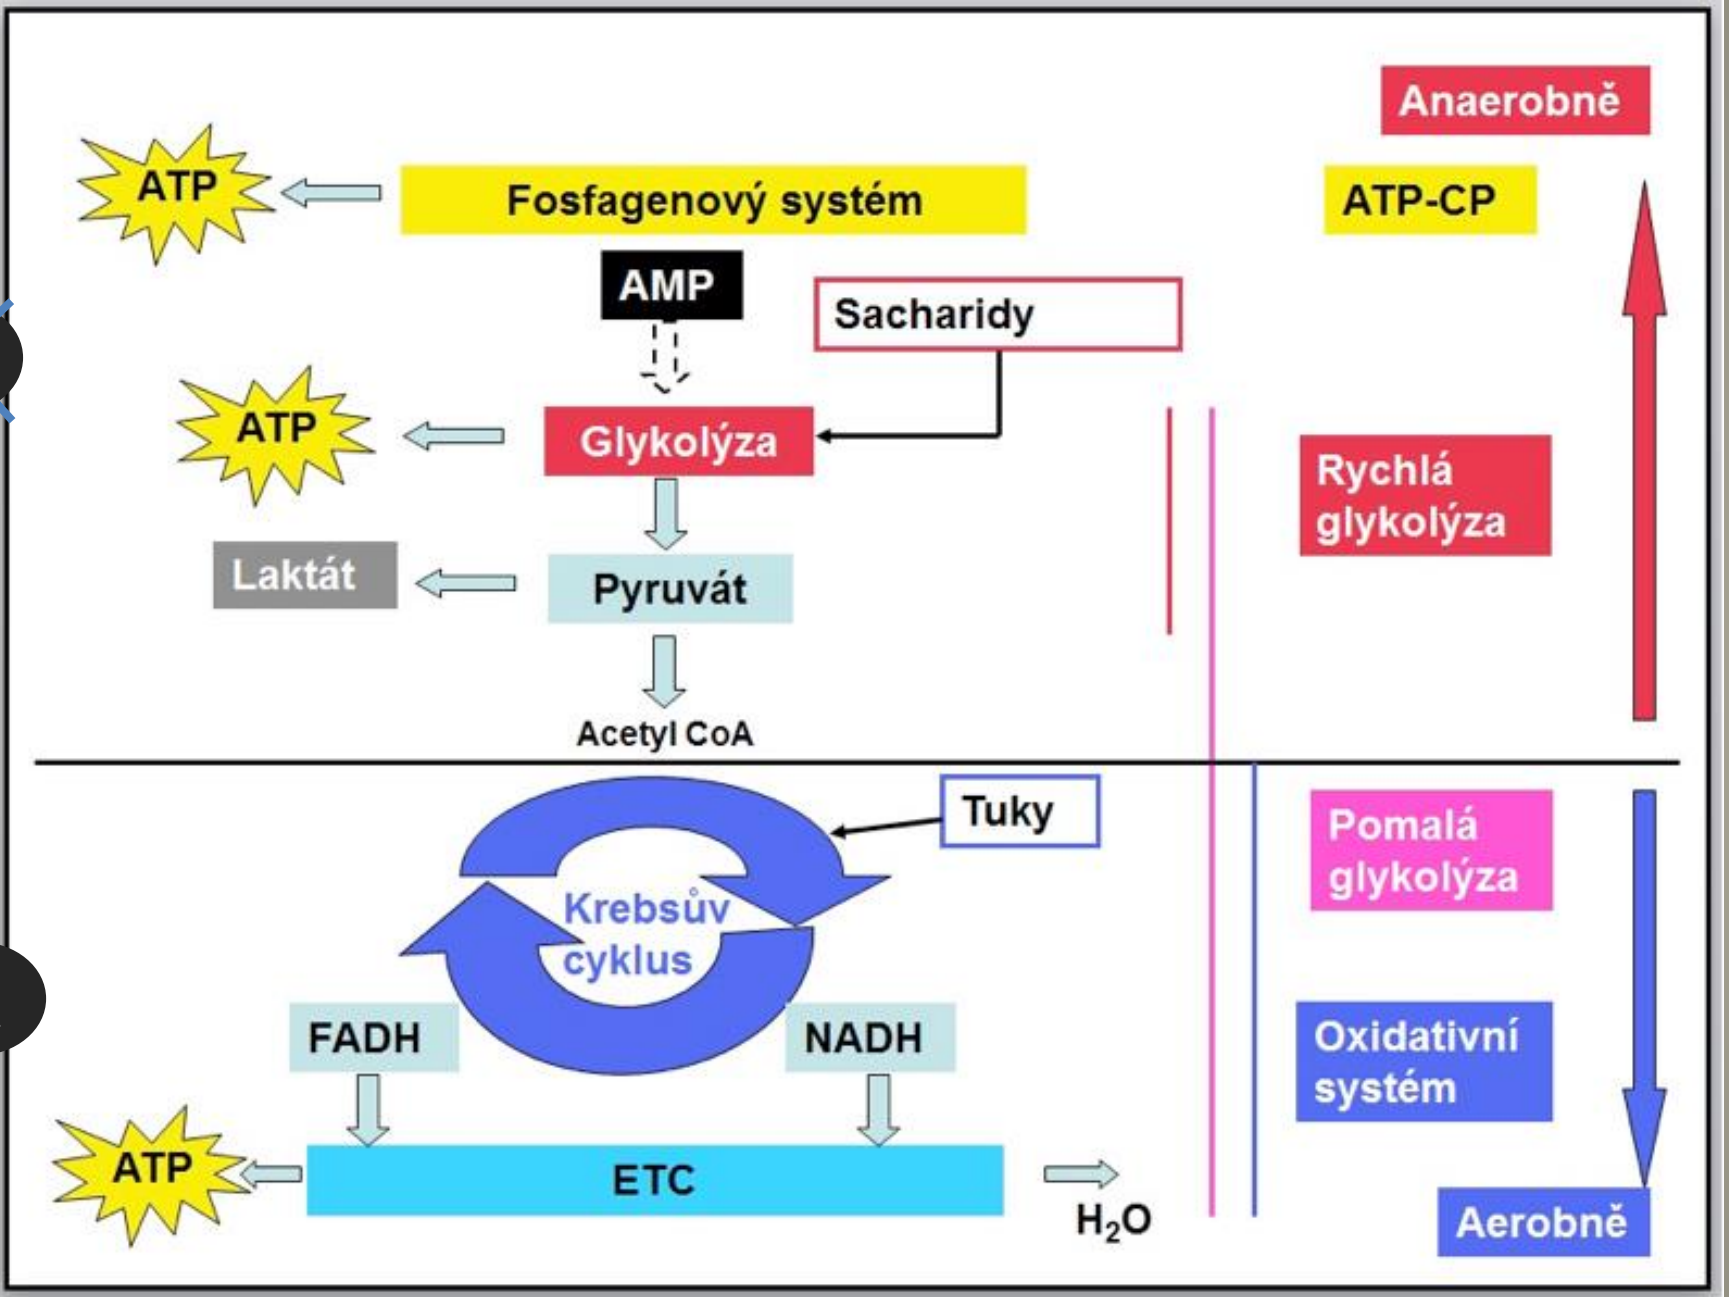 Anaerobně
ATP
Fosfagenový systém
ATP-CP
AMP
Sacharidy
ATP
Glykolýza
Rychlá
glykolýza
Laktát
Pyruvát
Acetyl CoA
Tuky
Pomalá
glykolýza
Krebsův
cyklus
FADH
NADH
Oxidativní
systém
ATP
ETC
H₂O
Aerobně